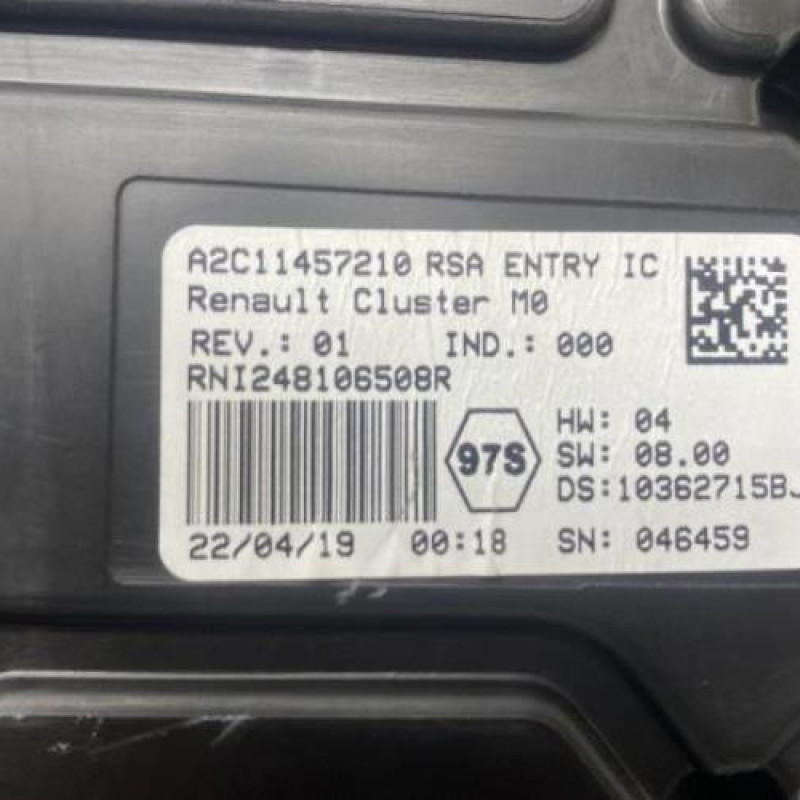 A2C11457210 RSA ENTRY IC
Renault Cluster M0
REV.: 01 IND.: 000
RNI248106508R
97S
HW: 04
SW: 08.00
DS:10362715BJ
22/04/19 00:18 SN: 046459